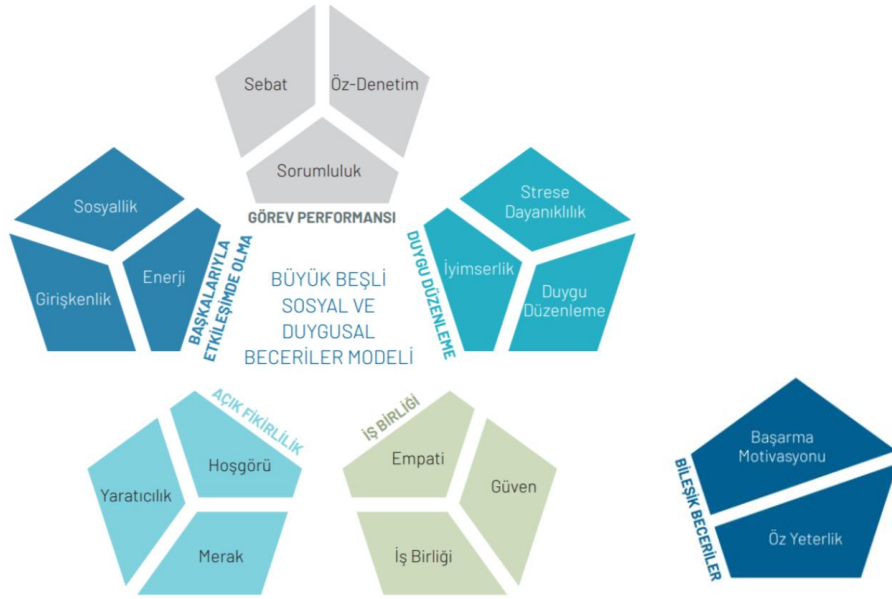 Sebat
Öz-Denetim
Sorumluluk
GÖREV PERFORMANSI
Sosyallik
Girişkenlik
Enerji
BAŞKALARIYLA
ETKİLEŞİMDE OLMA
BÜYÜK BEŞLİ
SOSYAL VE
DUYGUSAL
BECERİLER MODELİ
Strese
Dayanıklılık
İyimserlik
Duygu
Düzenleme
DUYGU DÜZENLEME
AÇIK FİKİRLİLİK
Hoşgörü
Yaratıcılık
Merak
İŞ BİRLİĞİ
Empati
Güven
İş Birliği
Başarma
Motivasyonu
Öz Yeterlik
BİLEŞİK BECERİLER